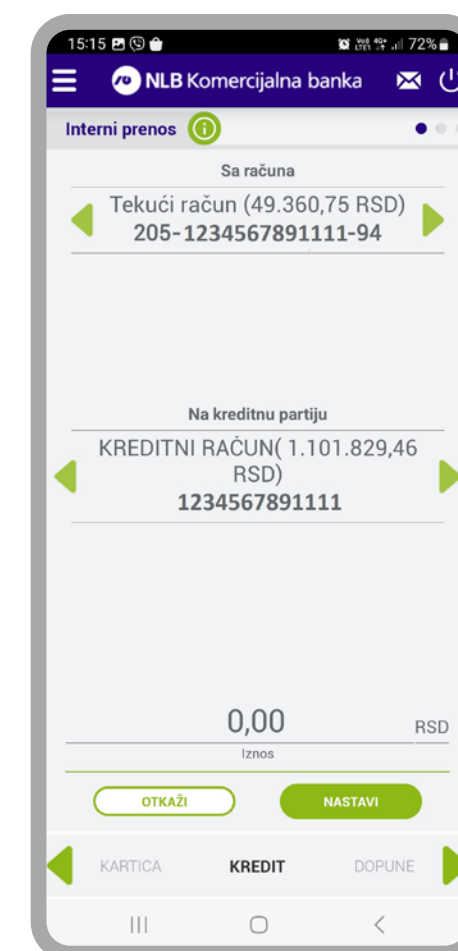 15:15 72%
NLB Komercijalna banka
Interni prenos
Sa računa
Tekući račun (49.360,75 RSD)
205-1234567891111-94
Na kreditnu partiju
KREDITNI RAČUN( 1.101.829,46
RSD)
1234567891111
0,00 RSD
Iznos
OTKAŽI NASTAVI
KARTICA KREDIT DOPUNE